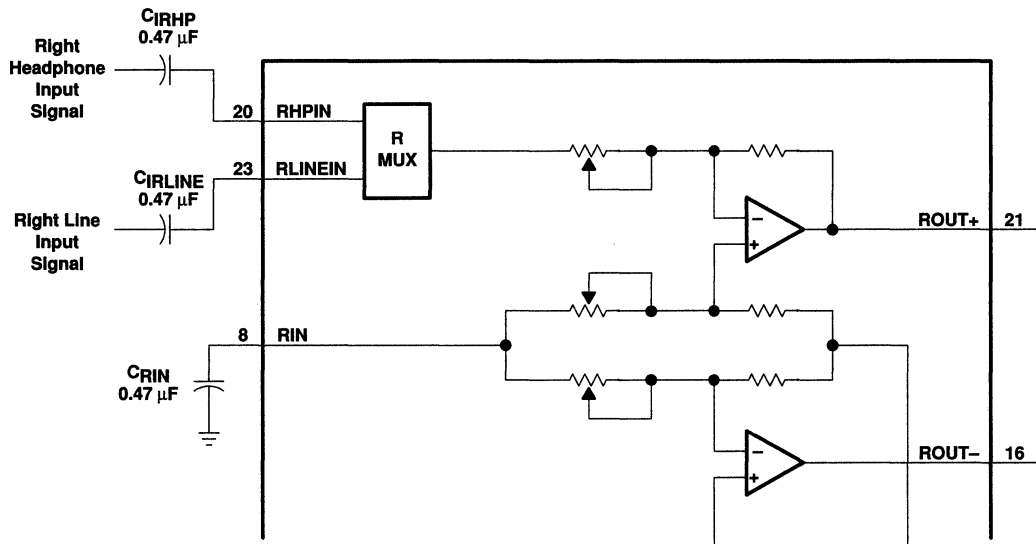 CIRHP
0.47 µF
Right
Headphone
Input
Signal
20
RHPIN
R
MUX
23
RLINEIN
CIRLINE
0.47 µF
Right Line
Input
Signal
−
+
ROUT+
21
8
RIN
CRIN
0.47 µF
−
+
ROUT−
16